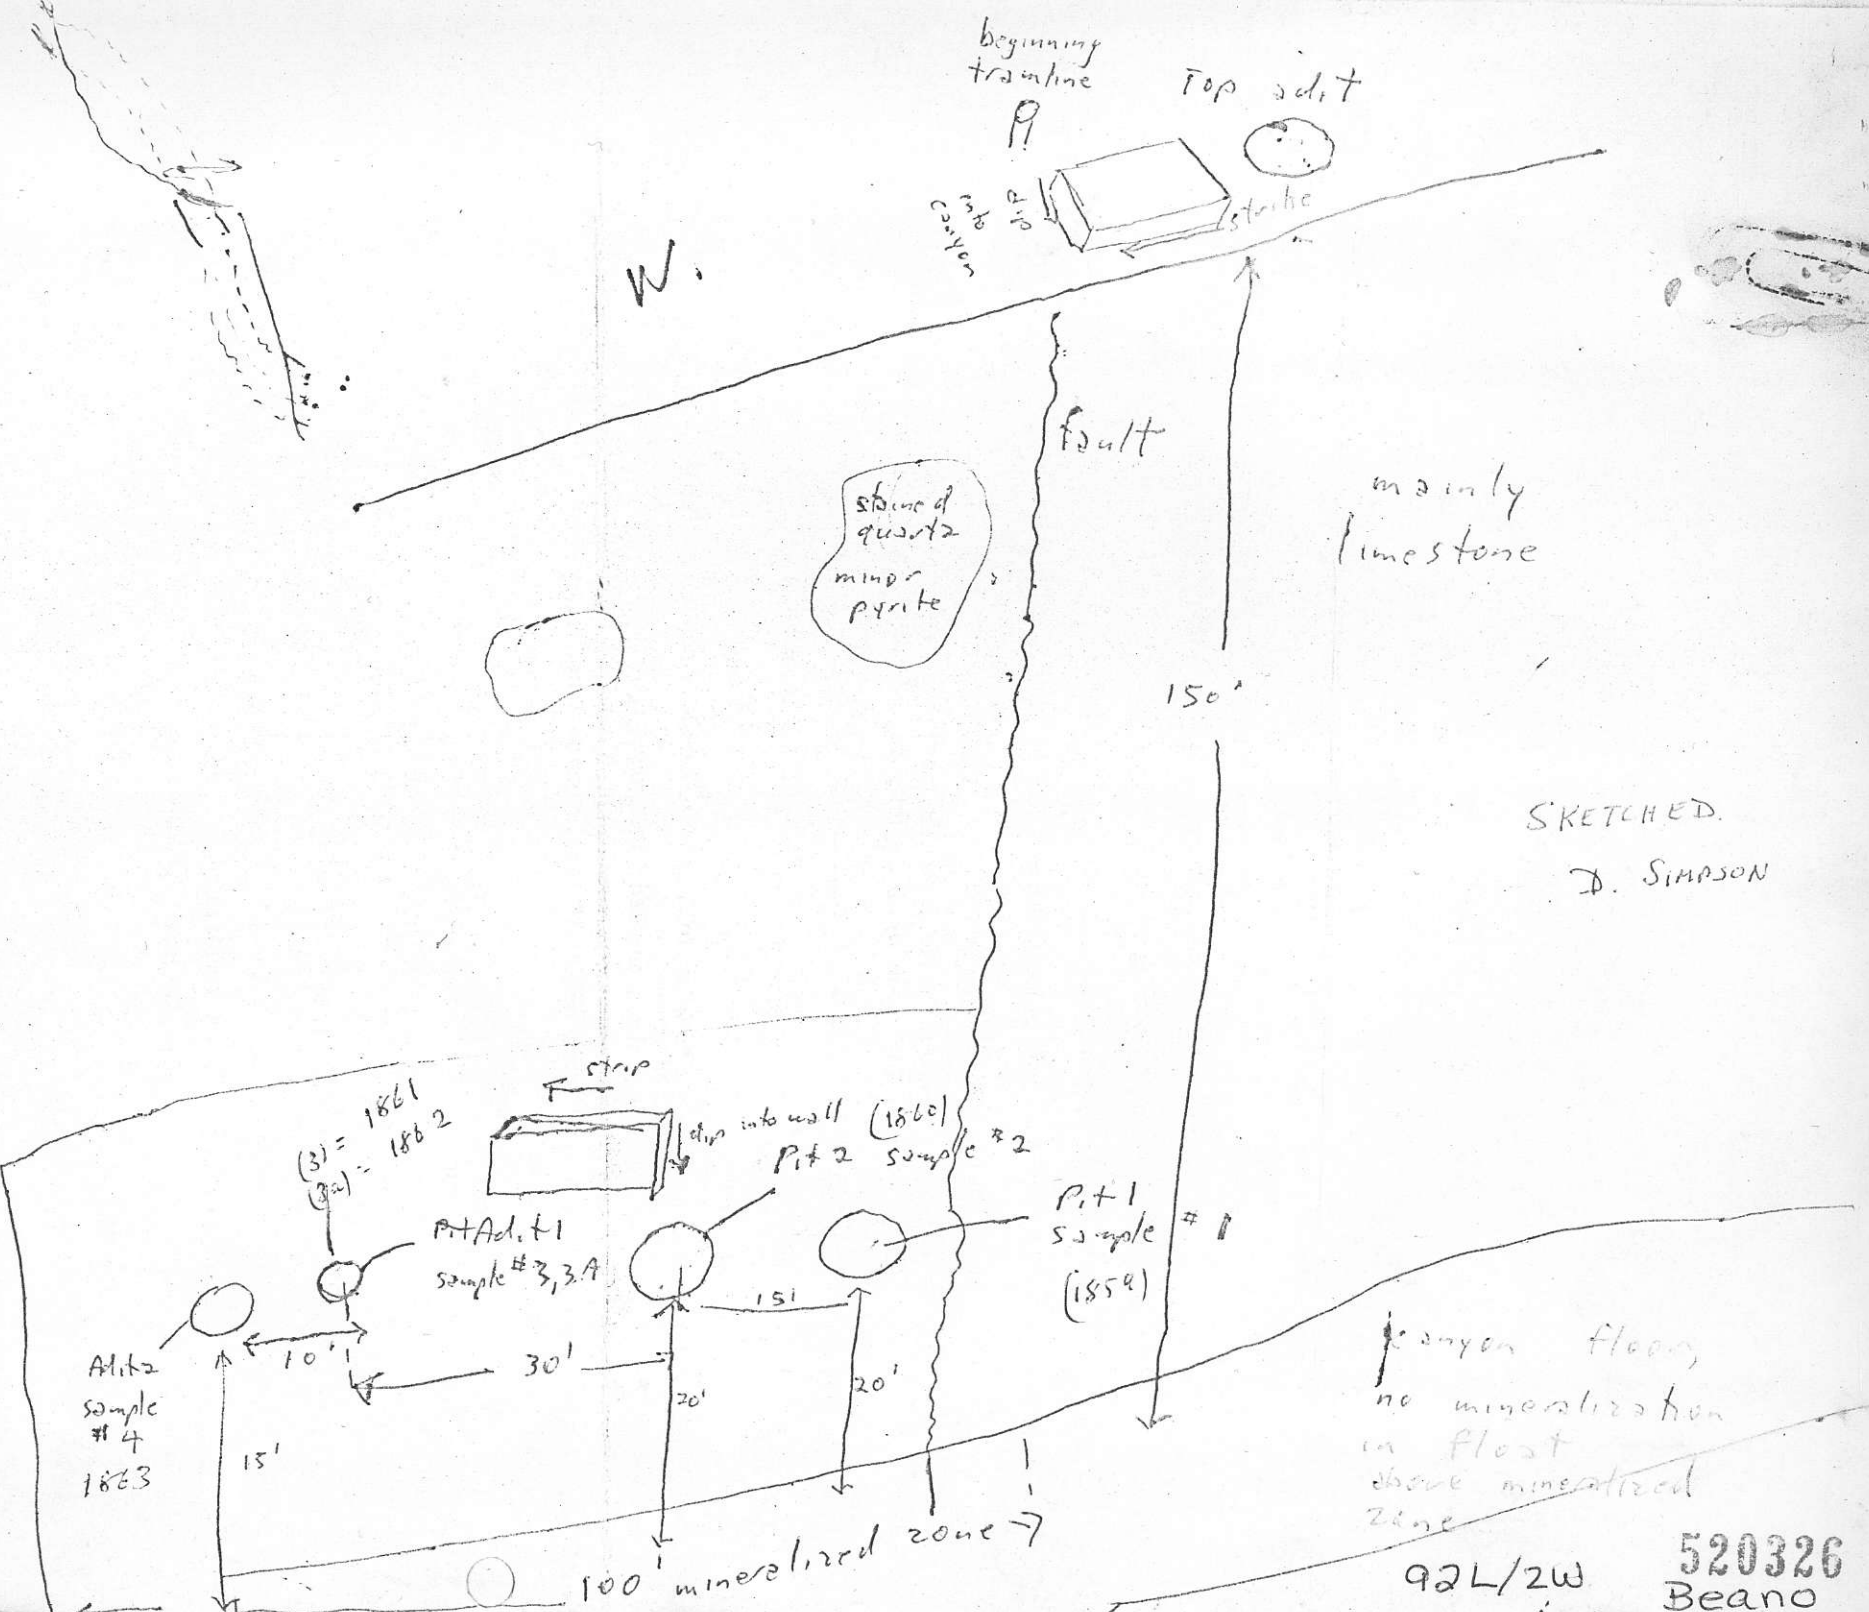 beginning
tramline
Top adit
dip
into
canyon
strike
W.
fault
stained
quartz
minor
pyrite
mainly
limestone
150'
SKETCHED.
D. SIMPSON
strip
dip into wall
(1860)
Pit 2 sample #2
(3) = 1861
(3a) = 1862
Pit Adit 1
sample #3, 3A
Pit 1
sample #1
(1859)
15'
10'
30'
20'
20'
Adit 2
sample
#4
1863
15'
canyon floor,
no mineralization
in float
above mineralized
zone
100' mineralized zone
92L/2W
520326
Beano